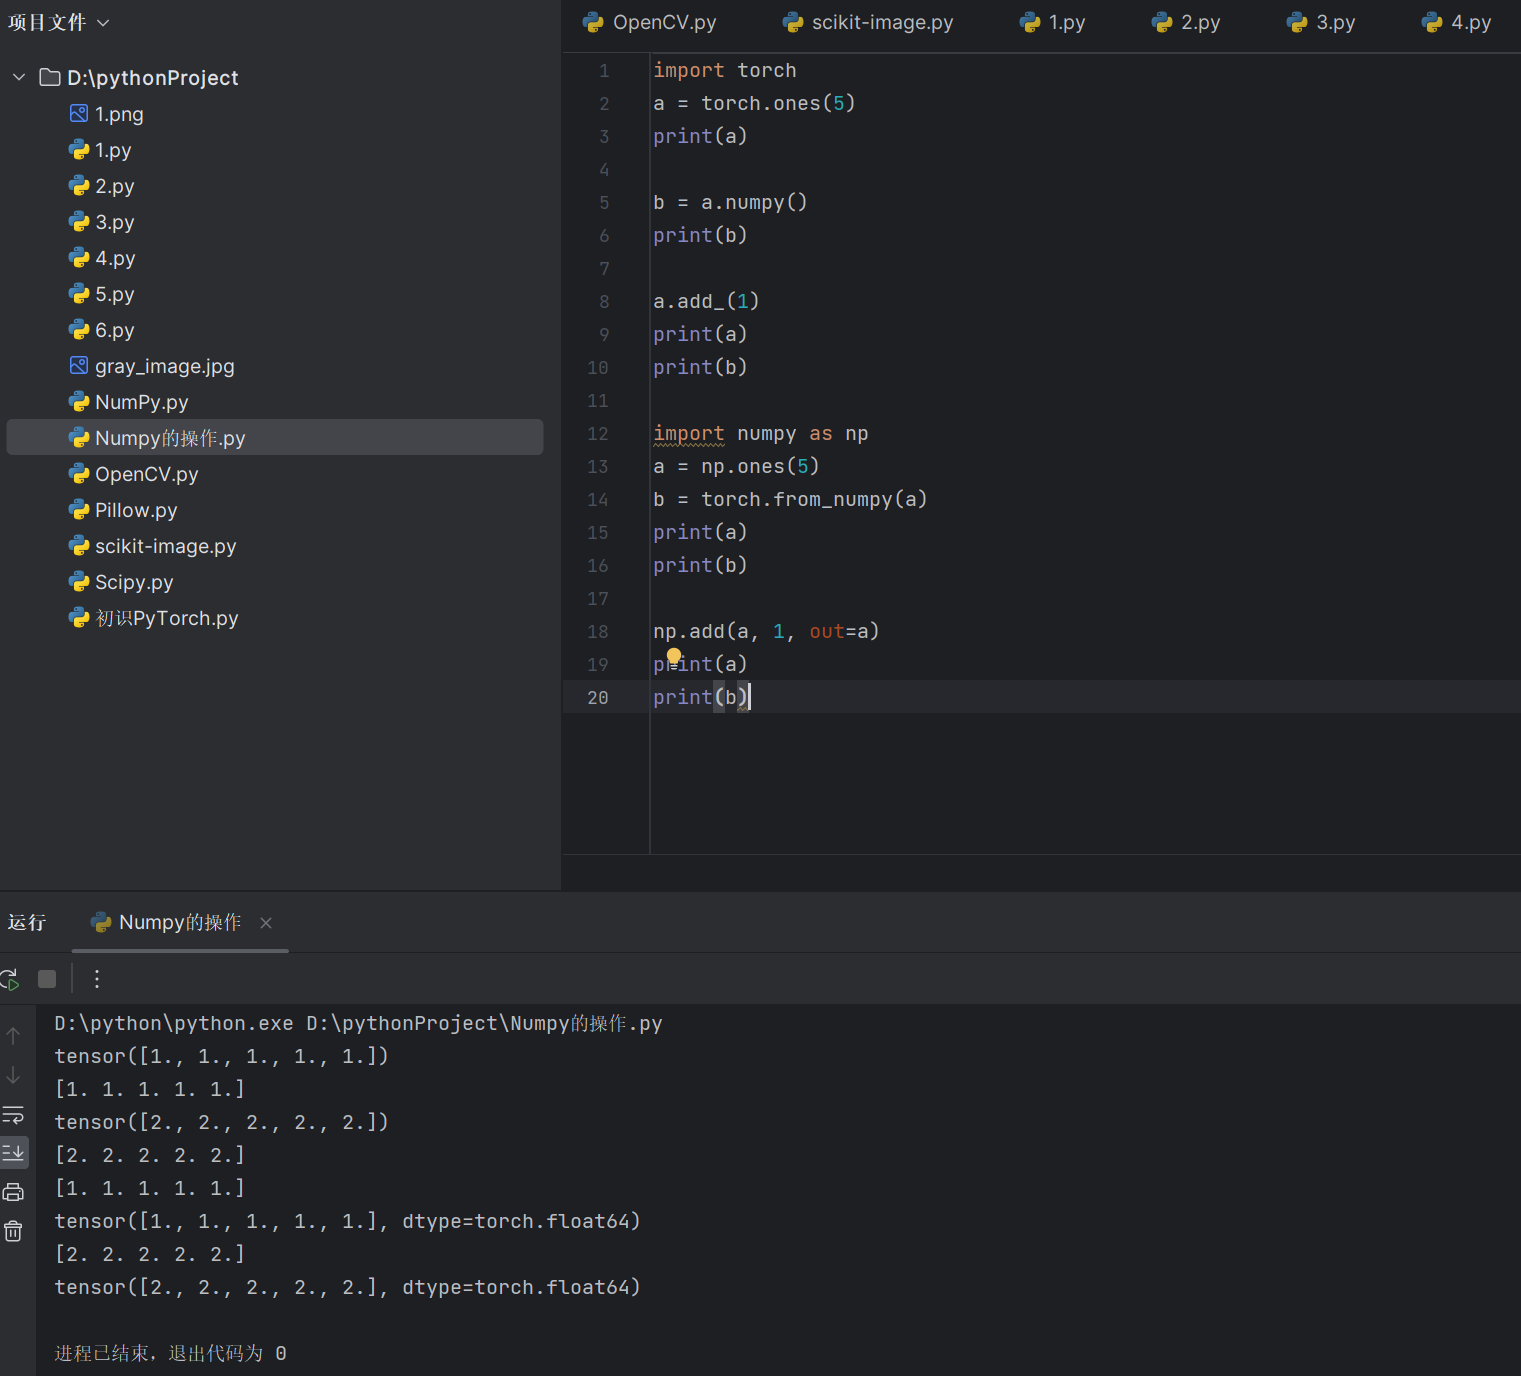 项目文件
D:\pythonProject
1.png
1.py
2.py
3.py
4.py
5.py
6.py
gray_image.jpg
NumPy.py
Numpy的操作.py
OpenCV.py
Pillow.py
scikit-image.py
Scipy.py
初识PyTorch.py
OpenCV.py scikit-image.py 1.py 2.py 3.py 4.py
1 import torch
2 a = torch.ones(5)
3 print(a)
4
5 b = a.numpy()
6 print(b)
7
8 a.add_(1)
9 print(a)
10 print(b)
11
12 import numpy as np
13 a = np.ones(5)
14 b = torch.from_numpy(a)
15 print(a)
16 print(b)
17
18 np.add(a, 1, out=a)
19 print(a)
20 print(b)
运行 Numpy的操作
D:\python\python.exe D:\pythonProject\Numpy的操作.py
tensor([1., 1., 1., 1., 1.])
[1. 1. 1. 1. 1.]
tensor([2., 2., 2., 2., 2.])
[2. 2. 2. 2. 2.]
[1. 1. 1. 1. 1.]
tensor([1., 1., 1., 1., 1.], dtype=torch.float64)
[2. 2. 2. 2. 2.]
tensor([2., 2., 2., 2., 2.], dtype=torch.float64)
进程已结束，退出代码为 0